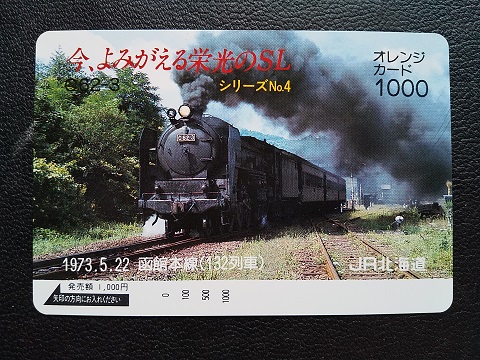 今、よみがえる栄光のSL
C62-3
シリーズNo.4
オレンジ
カード
1000
1973.5.22 函館本線(132列車)
JR北海道
発売額 1,000円
矢印の方向にお入れください
0 100 500 1000